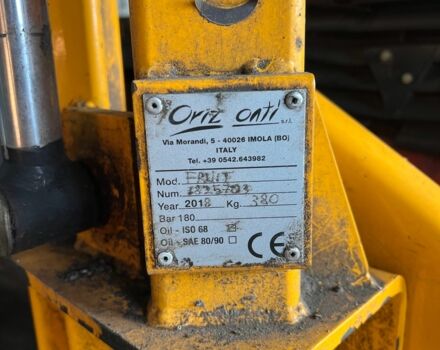 Orizzonti s.r.l.
Via Morandi, 5 - 40026 IMOLA (BO)
ITALY
Tel. +39 0542.643982
Mod. FRUIT
Num.
Year 2018 Kg. 380
Bar 180
Oil - ISO 68
Oil - SAE 80/90 ☐ CE